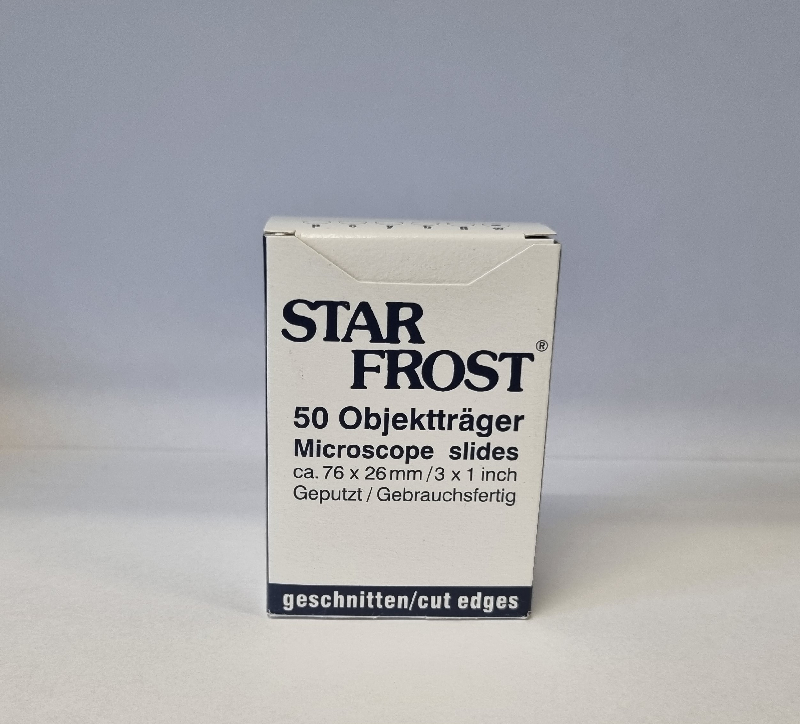 STAR
FROST®
50 Objektträger
Microscope slides
ca. 76 x 26 mm / 3 x 1 inch
Geputzt / Gebrauchsfertig
geschnitten/cut edges